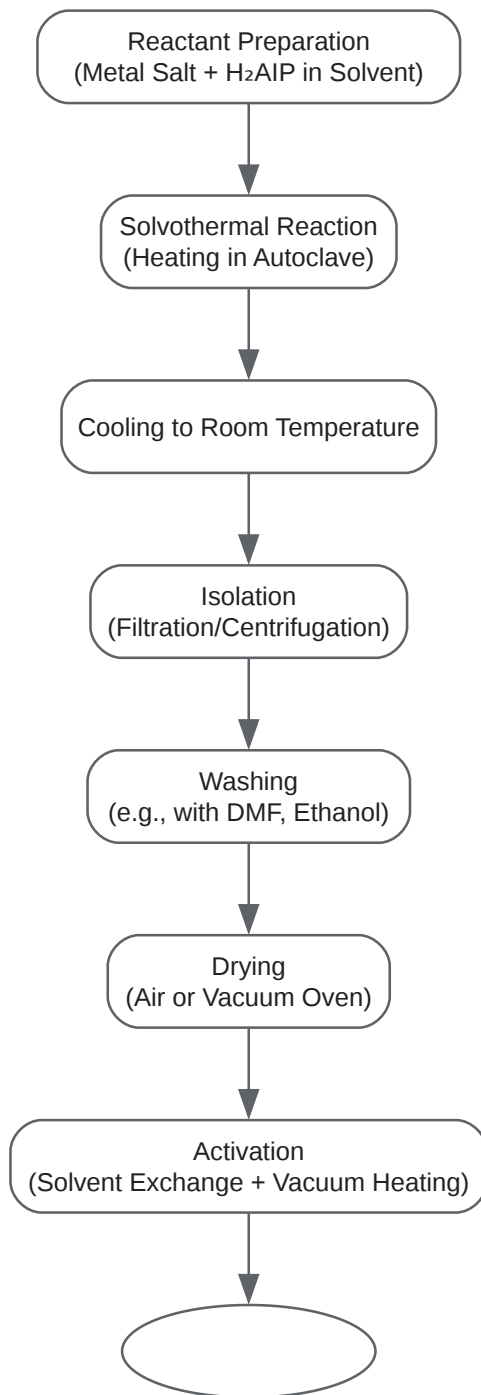 Reactant Preparation
(Metal Salt + H₂AIP in Solvent)
Solvothermal Reaction
(Heating in Autoclave)
Cooling to Room Temperature
Isolation
(Filtration/Centrifugation)
Washing
(e.g., with DMF, Ethanol)
Drying
(Air or Vacuum Oven)
Activation
(Solvent Exchange + Vacuum Heating)